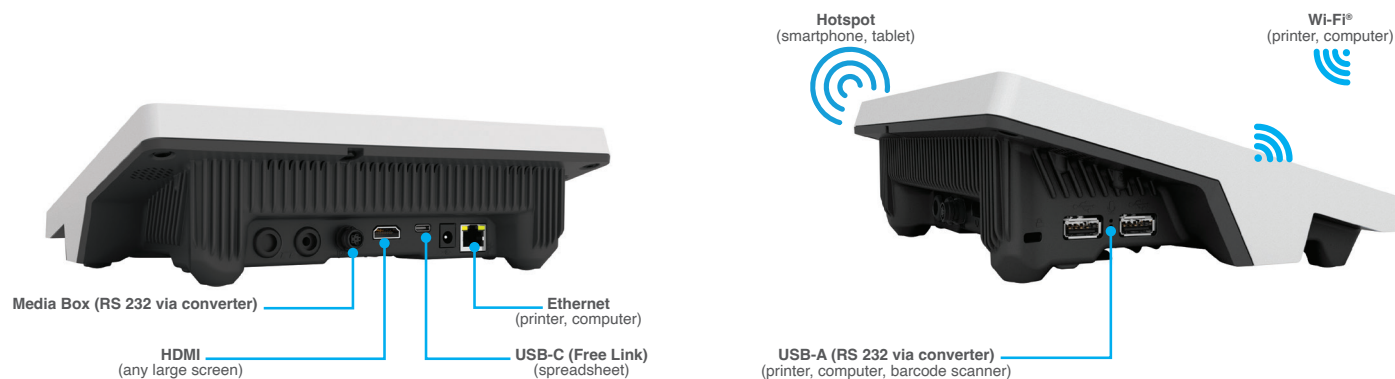 Hotspot
(smartphone, tablet)
Wi-Fi®
(printer, computer)
Media Box (RS 232 via converter)
Ethernet
(printer, computer)
HDMI
(any large screen)
USB-C (Free Link)
(spreadsheet)
USB-A (RS 232 via converter)
(printer, computer, barcode scanner)